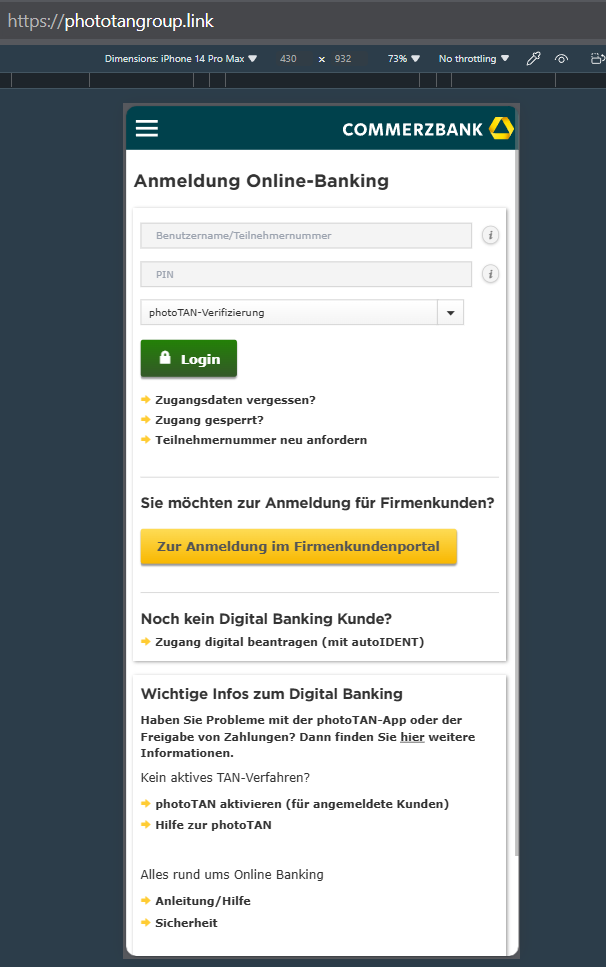 https://phototangroup.link
Dimensions: iPhone 14 Pro Max ▼ 430 × 932 73% ▼ No throttling ▼
COMMERZBANK
Anmeldung Online-Banking
Benutzername/Teilnehmernummer
i
PIN
i
photoTAN-Verifizierung
Login
Zugangsdaten vergessen?
Zugang gesperrt?
Teilnehmernummer neu anfordern
Sie möchten zur Anmeldung für Firmenkunden?
Zur Anmeldung im Firmenkundenportal
Noch kein Digital Banking Kunde?
Zugang digital beantragen (mit autoIDENT)
Wichtige Infos zum Digital Banking
Haben Sie Probleme mit der photoTAN-App oder der
Freigabe von Zahlungen? Dann finden Sie hier weitere
Informationen.
Kein aktives TAN-Verfahren?
photoTAN aktivieren (für angemeldete Kunden)
Hilfe zur photoTAN
Alles rund ums Online Banking
Anleitung/Hilfe
Sicherheit